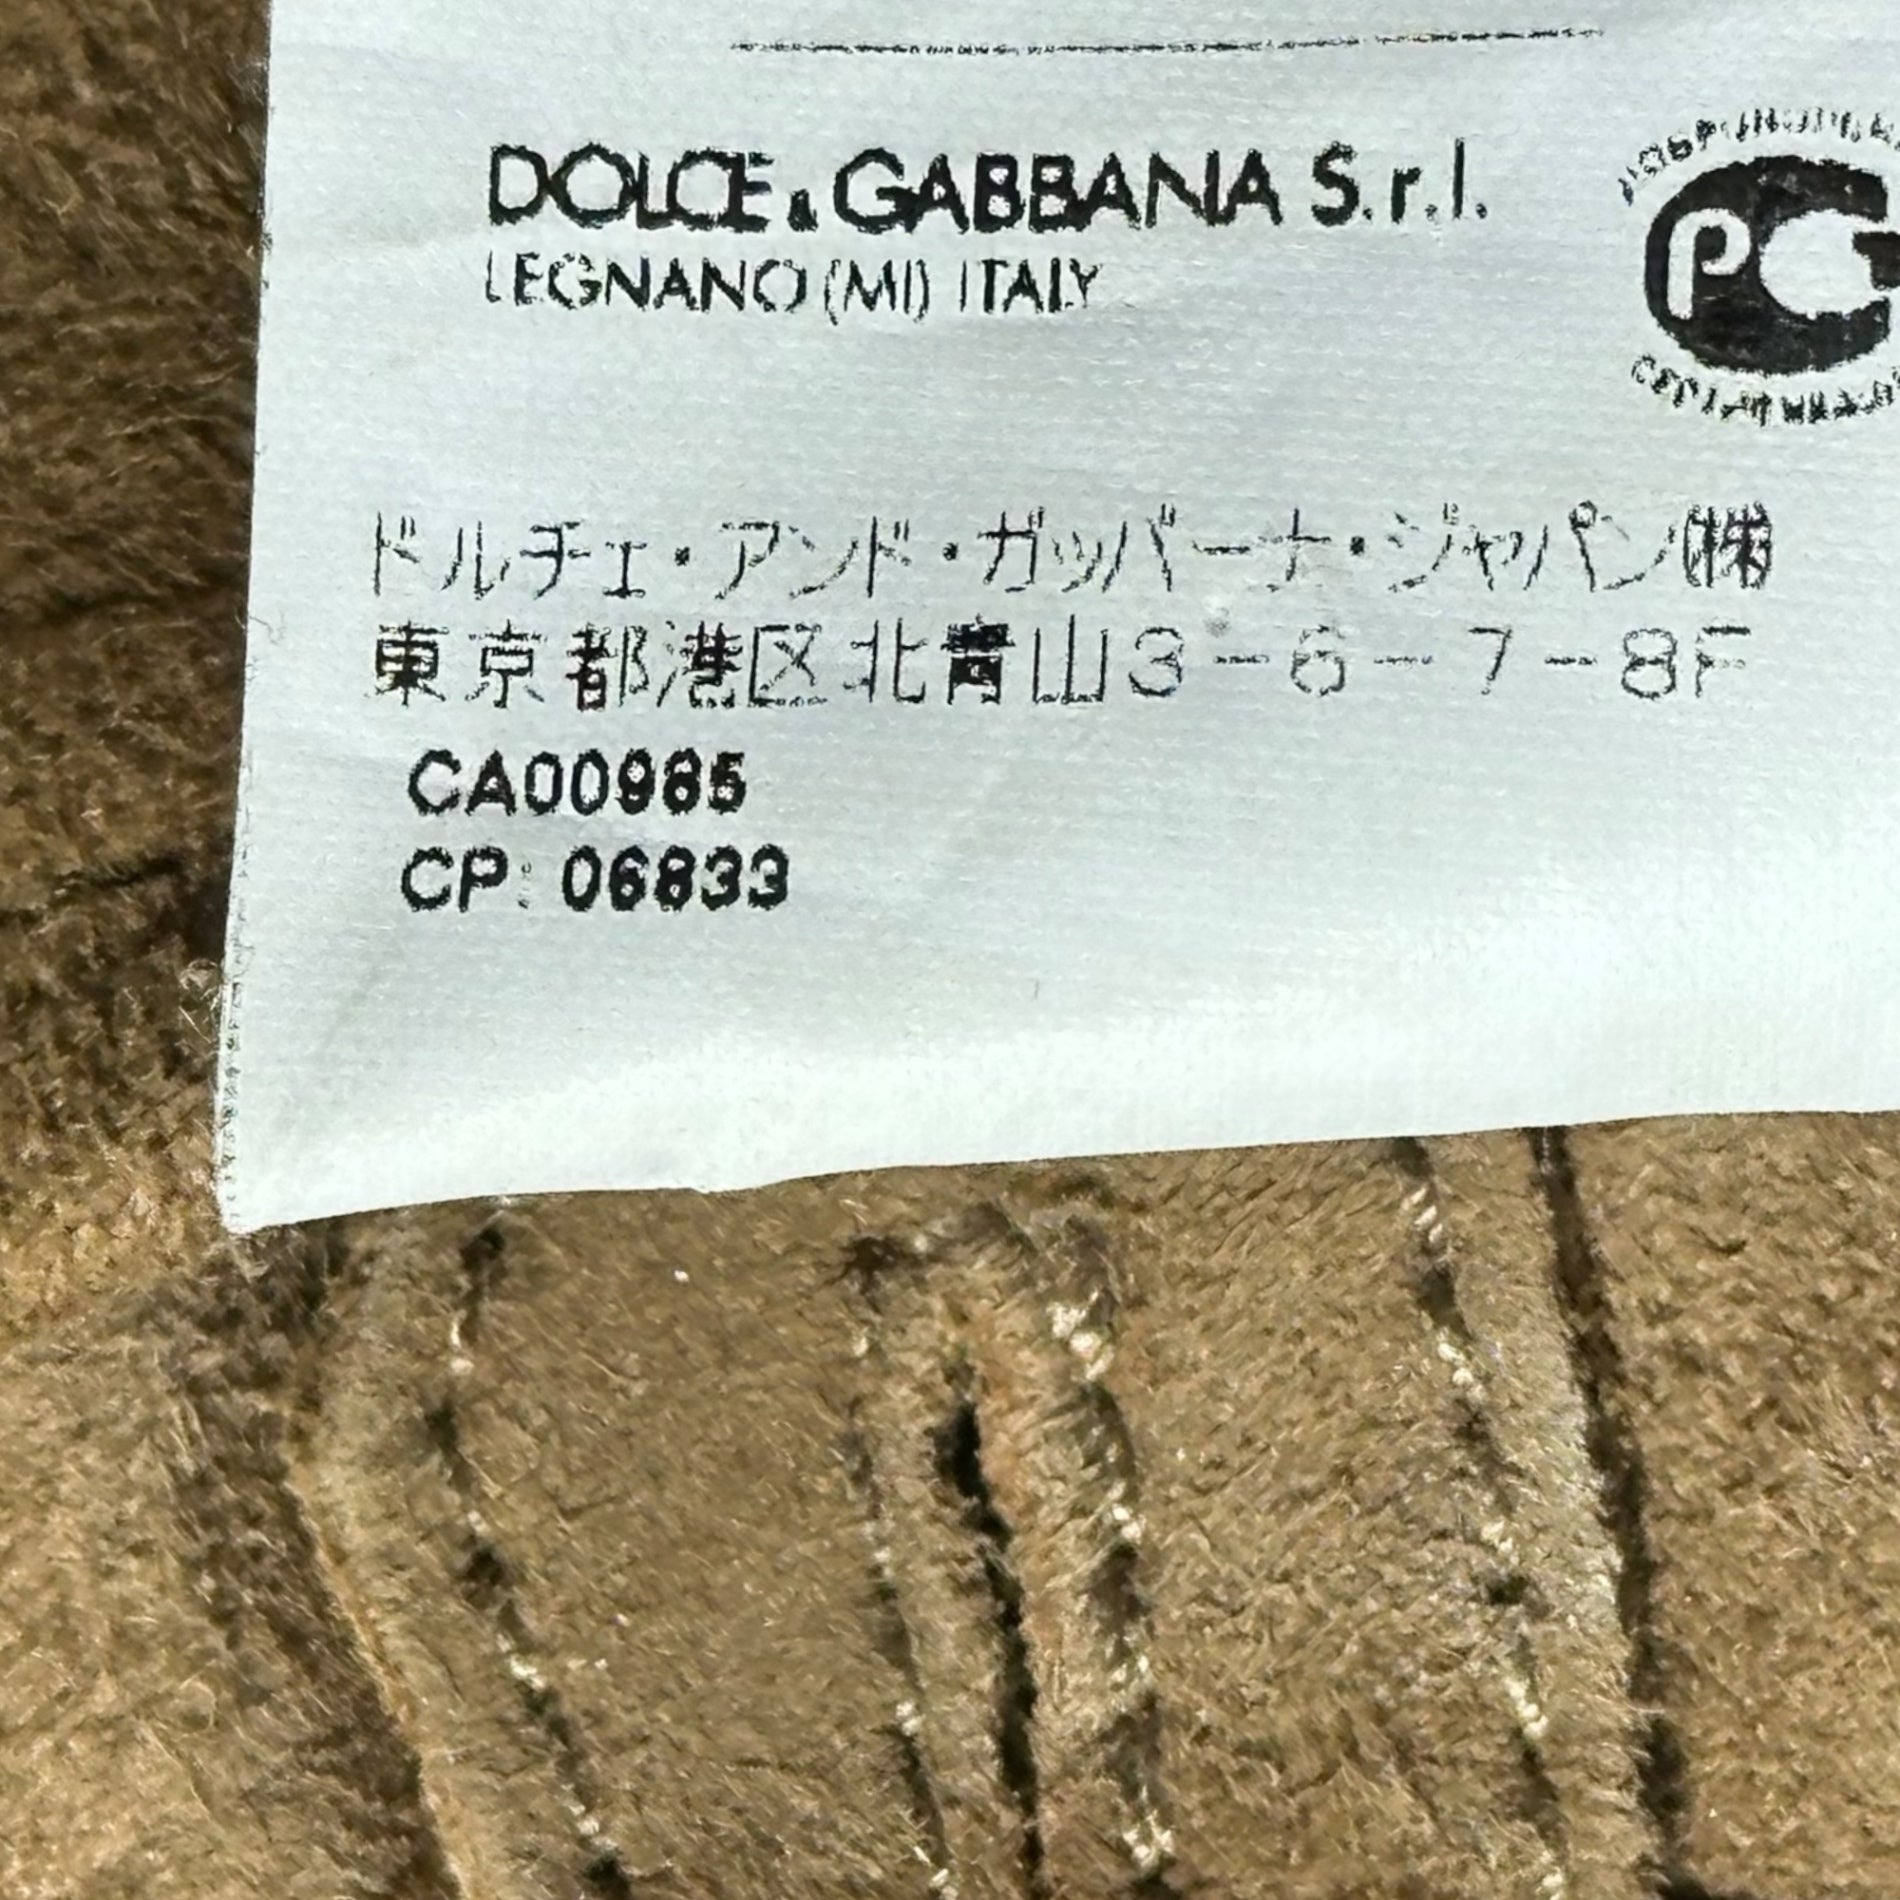 DOLCE & GABBANA S.r.l.
LEGNANO (MI) ITALY
PG
ドルチェ・アンド・ガッバーナ・ジャパン㈱
東京都港区北青山3-6-7-8F
CA00985
CP: 06833